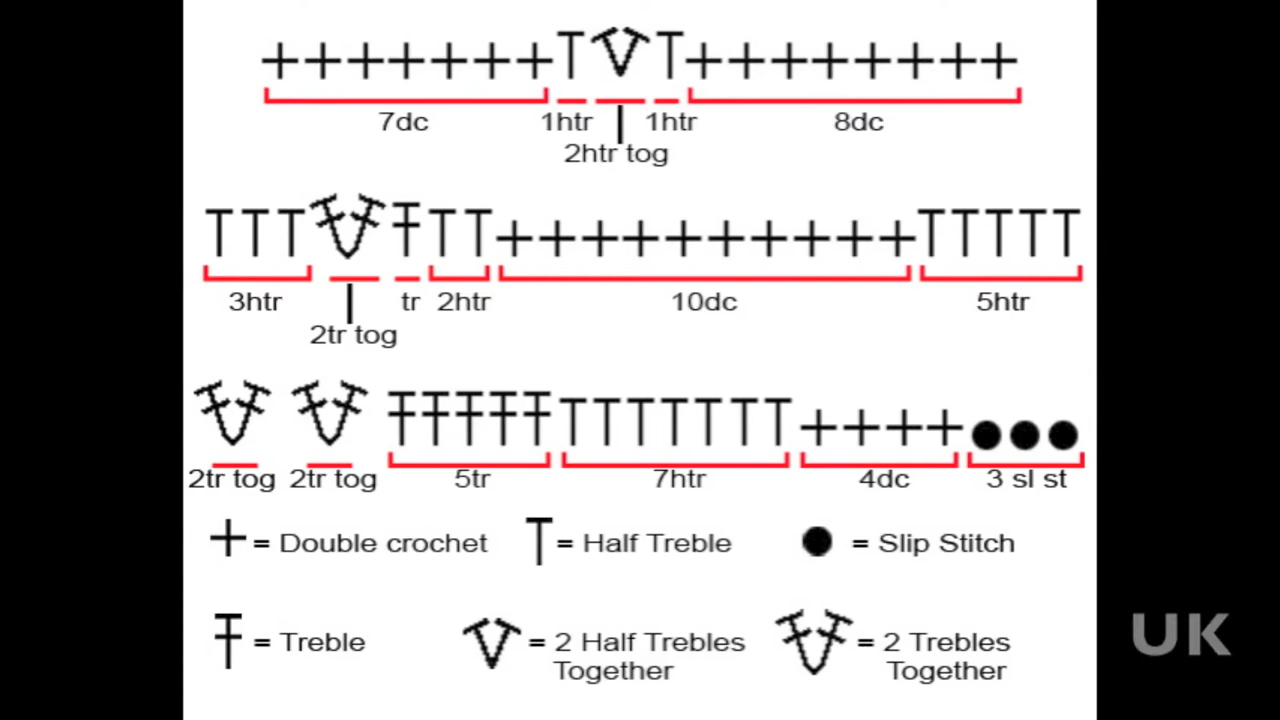 7dc 1htr 1htr 8dc
2htr tog
3htr tr 2htr 10dc 5htr
2tr tog
2tr tog 2tr tog 5tr 7htr 4dc 3 sl st
= Double crochet = Half Treble = Slip Stitch
= Treble = 2 Half Trebles = 2 Trebles
Together Together
UK